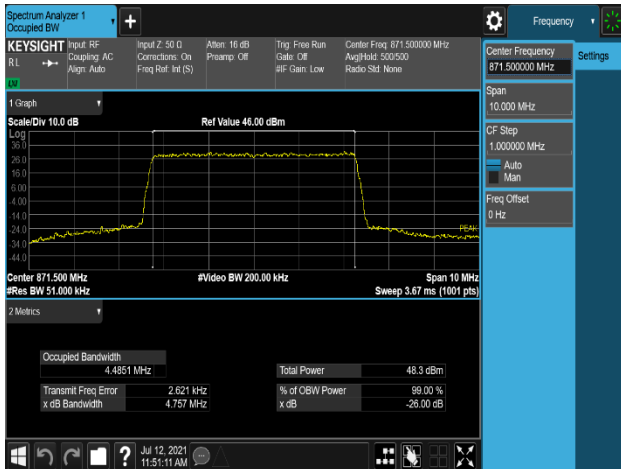 Spectrum Analyzer 1
Occupied BW
Frequency
KEYSIGHT
R L
Input: RF
Coupling: AC
Align: Auto
Input Z: 50 Ω
Corrections: On
Freq Ref: Int (S)
Atten: 16 dB
Preamp: Off
Trig: Free Run
Gate: Off
#IF Gain: Low
Center Freq: 871.500000 MHz
Avg|Hold: 500/500
Radio Std: None
Center Frequency
871.500000 MHz
Settings
Span
10.000 MHz
CF Step
1.000000 MHz
Auto
Man
Freq Offset
0 Hz
1 Graph
Scale/Div 10.0 dB
Ref Value 46.00 dBm
Log
36.0
26.0
16.0
6.00
-4.00
-14.0
-24.0
-34.0
-44.0
PEAK
Center 871.500 MHz
#Video BW 200.00 kHz
Span 10 MHz
#Res BW 51.000 kHz
Sweep 3.67 ms (1001 pts)
2 Metrics
Occupied Bandwidth
4.4851 MHz
Total Power
48.3 dBm
Transmit Freq Error
2.621 kHz
% of OBW Power
99.00 %
x dB Bandwidth
4.757 MHz
x dB
-26.00 dB
Jul 12, 2021
11:51:11 AM